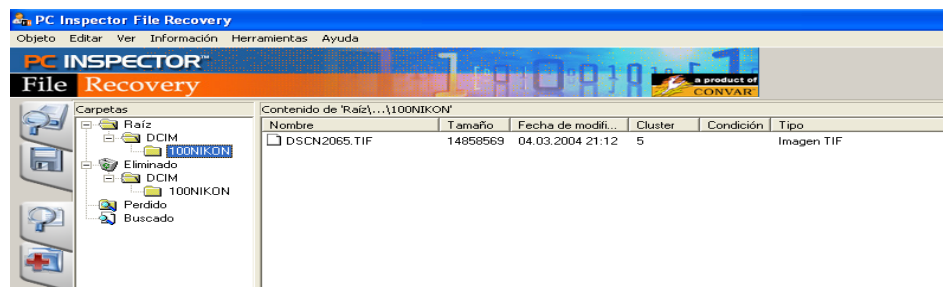 PC Inspector File Recovery
Objeto Editar Ver Información Herramientas Ayuda
PC INSPECTOR™
File Recovery
a product of
CONVAR
Carpetas
Contenido de 'Raíz\...\100NIKON'
Nombre Tamaño Fecha de modifi... Cluster Condición Tipo
DSCN2065.TIF 14858569 04.03.2004 21:12 5 Imagen TIF
Raíz
DCIM
100NIKON
Eliminado
DCIM
100NIKON
Perdido
Buscado